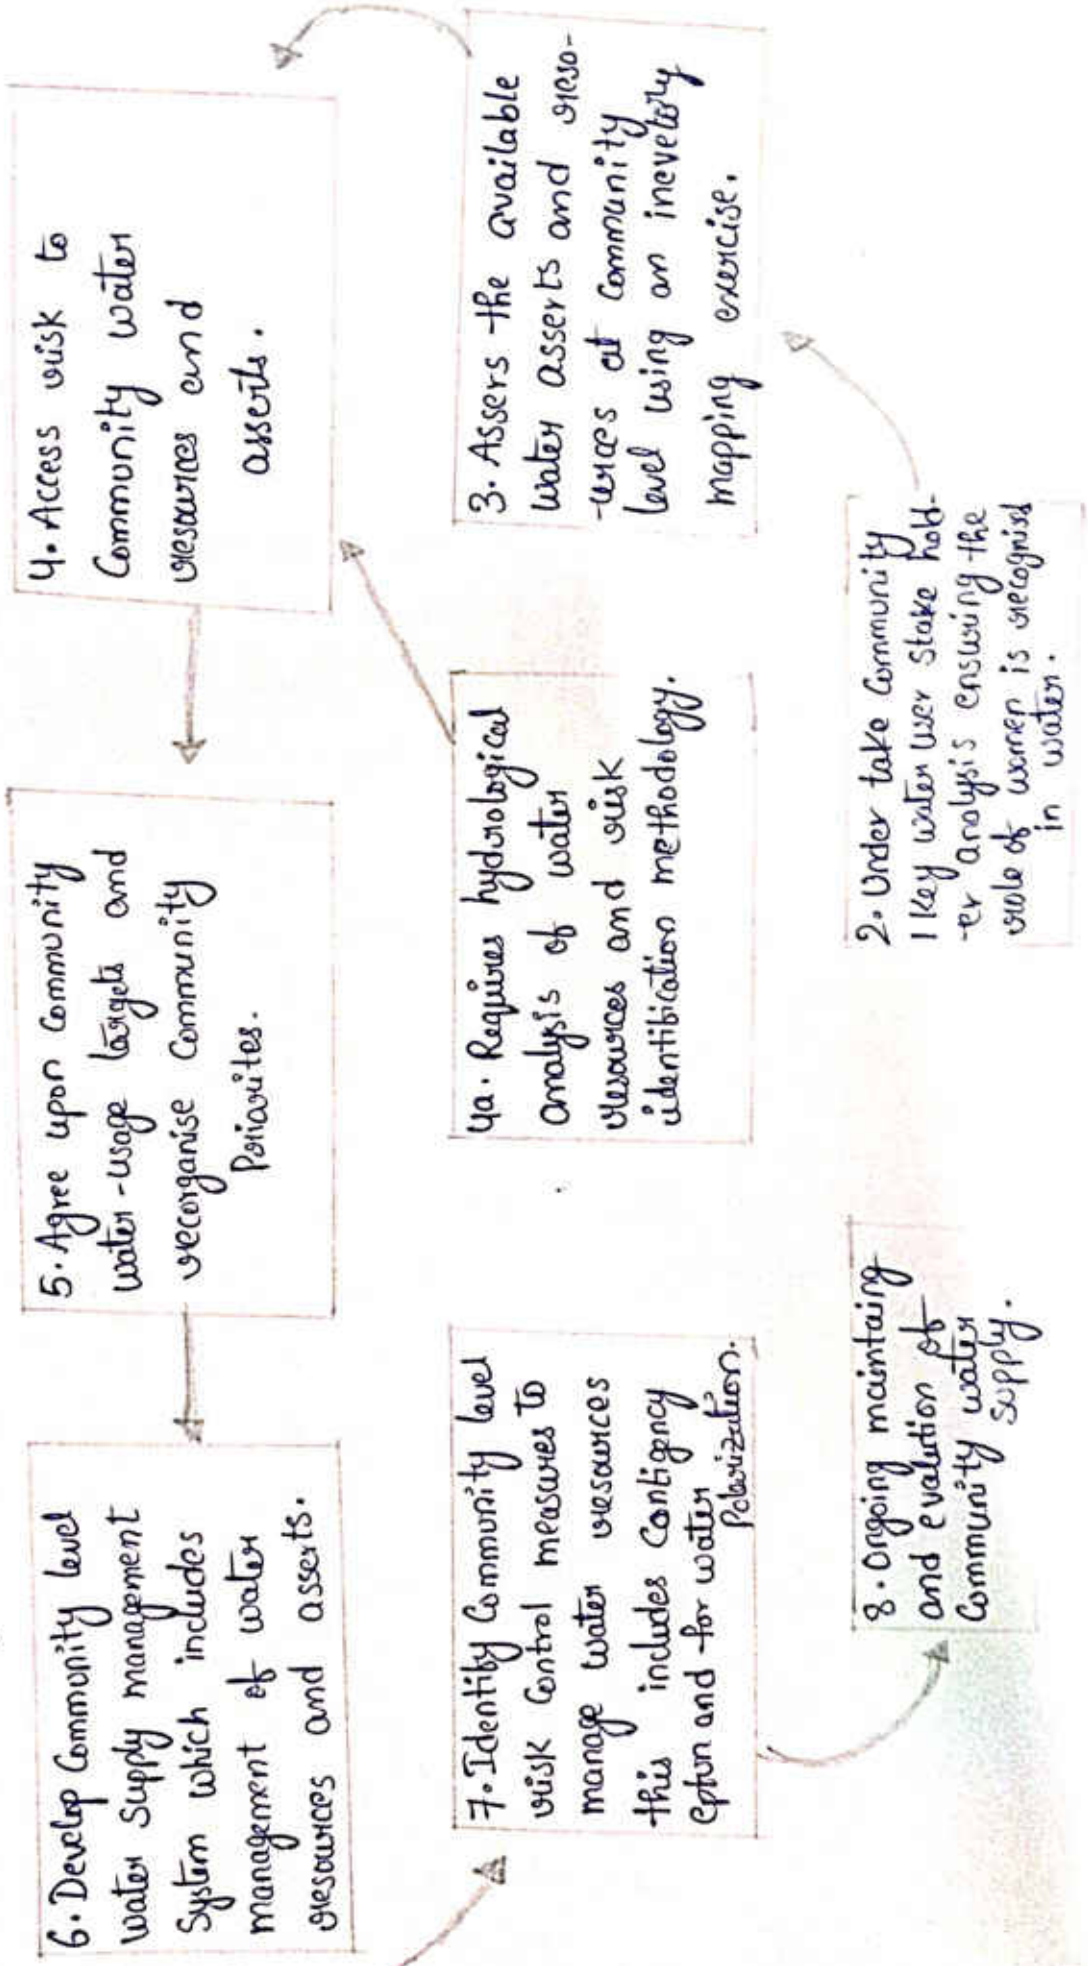 6. Develop Community level
water supply management
System which includes
management of water
resources and asserts.
5. Agree upon Community
water-usage targets and
recorganise Community
Poriarites.
4. Access risk to
Community water
resources and
asserts.
7. Identify Community level
risk Control measures to
manage water resources
this includes Contigency
and for water
Polarization.
4a. Requires hydrological
analysis of water
resources and risk
identibication methodology.
3. Assers the available
water asserts and reso-
-urces at Community
level using an inevetory
mapping exercise.
8. Ongoing maintaing
and evalution of
Community water
supply.
2. Under take Community
1 Key water user stake hold-
-er analysis ensuring the
role of women is recognised
in water.